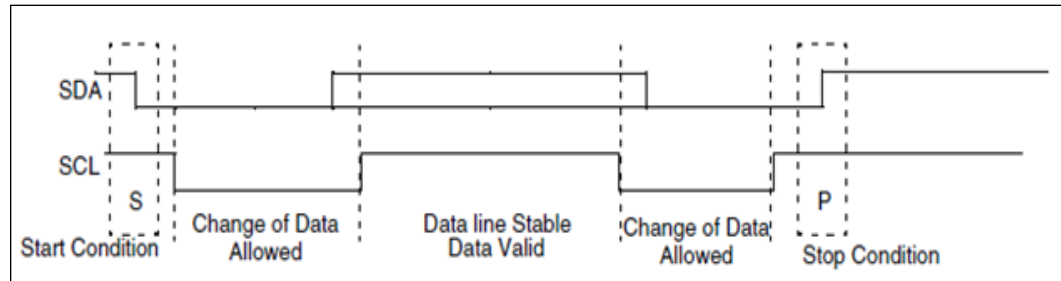 SDA
SCL
S
P
Start Condition
Change of Data
Allowed
Data line Stable
Data Valid
Change of Data
Allowed
Stop Condition